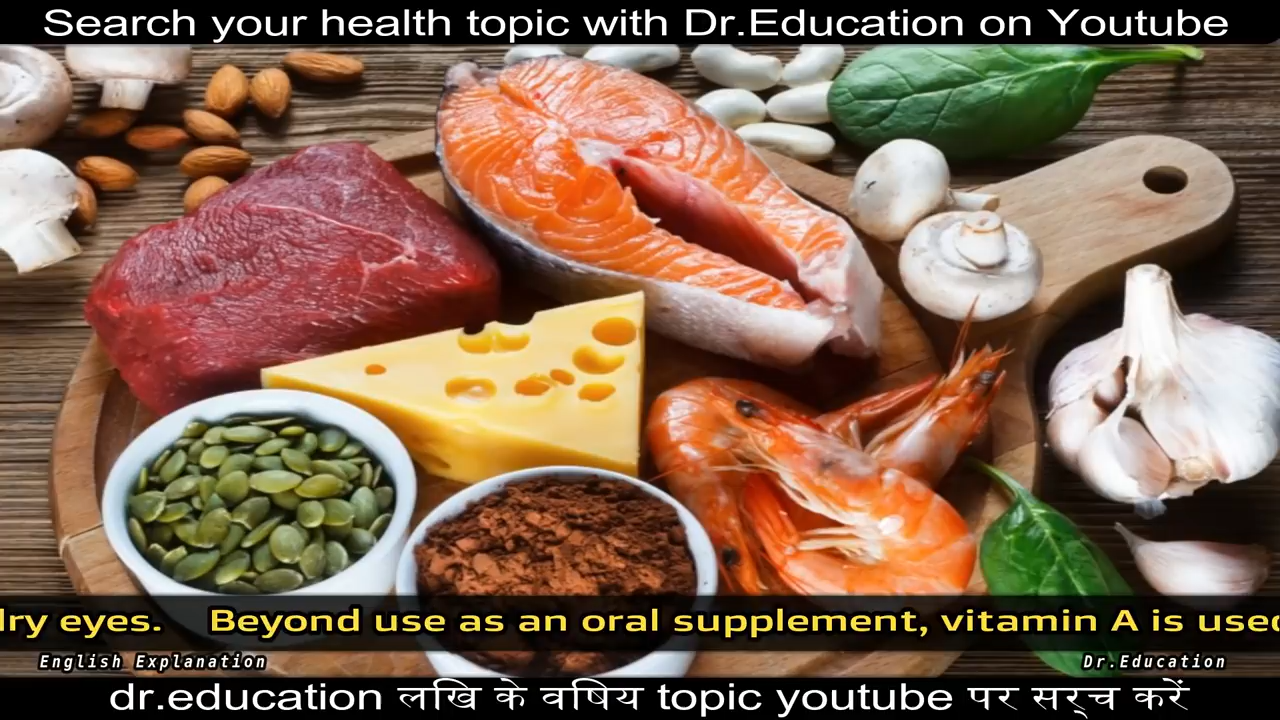 Search your health topic with Dr.Education on Youtube
dry eyes. Beyond use as an oral supplement, vitamin A is used
English Explanation
Dr.Education
dr.education लखि के वषिय topic youtube पर सर्च करें